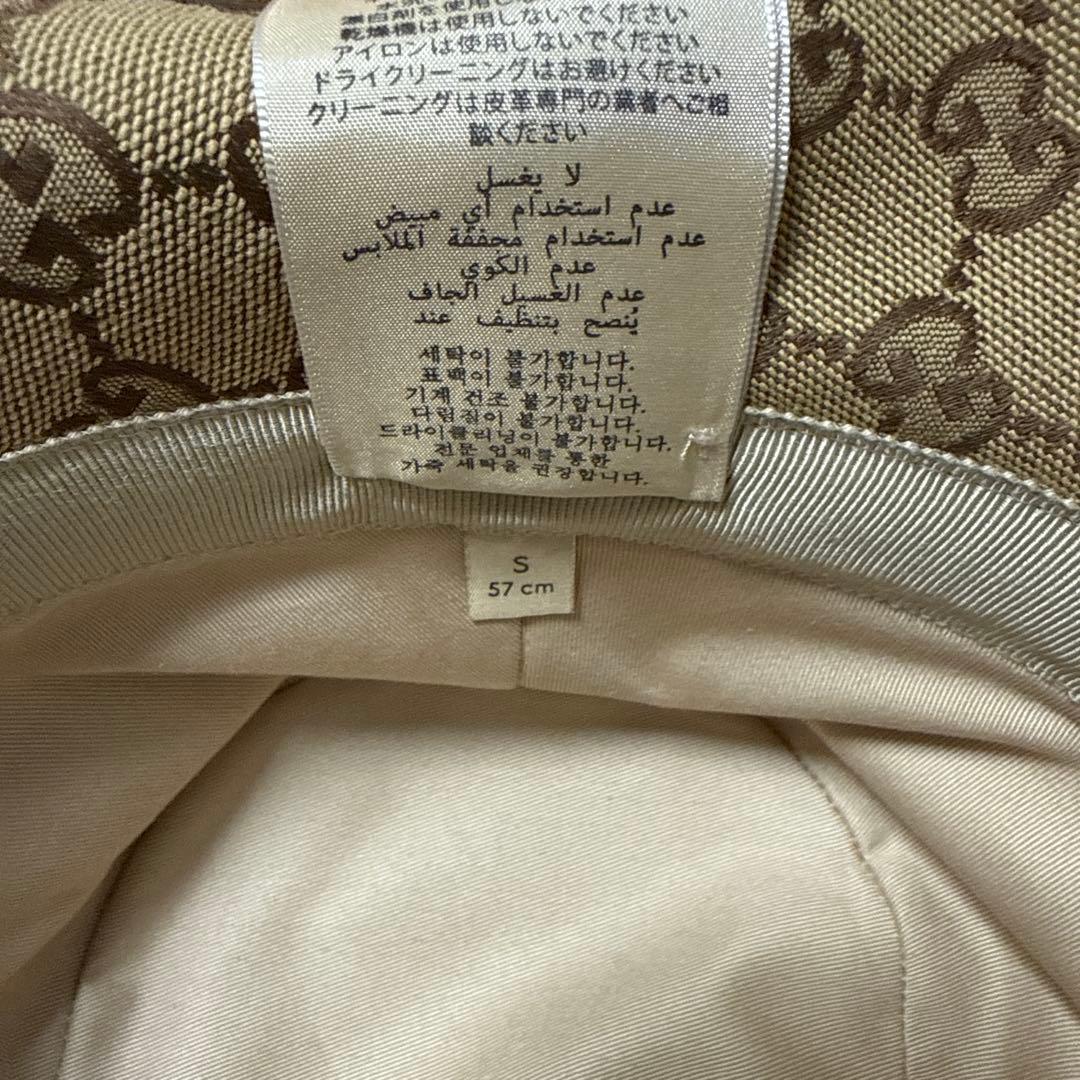 漂白剤を使用しないでください
乾燥機は使用しないでください
アイロンは使用しないでください
ドライクリーニングはお避けください
クリーニングは皮革専門の業者へご相
談ください
لا يغسل
عدم استخدام أي مبيض
عدم استخدام مجففة الملابس
عدم الكوي
عدم الغسيل الجاف
يُنصح بتنظيف عند
세탁이 불가합니다.
표백이 불가합니다.
기계 건조 불가합니다.
다림질이 불가합니다.
드라이클리닝이 불가합니다.
전문 업체를 통한
가죽 세탁을 권장합니다.
S
57 cm